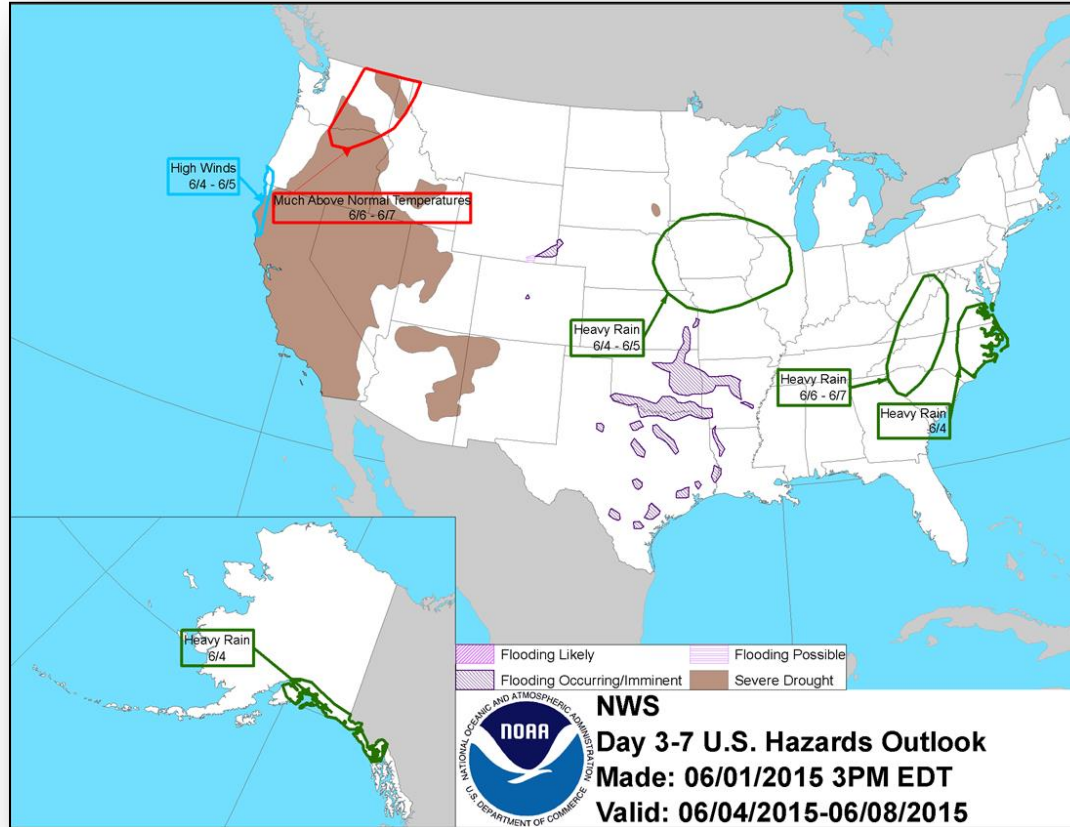 High Winds
6/4 - 6/5
Much Above Normal Temperatures
6/6 - 6/7
Heavy Rain
6/4 - 6/5
Heavy Rain
6/6 - 6/7
Heavy Rain
6/4
Heavy Rain
6/4
Flooding Likely
Flooding Possible
Flooding Occurring/Imminent
Severe Drought
NATIONAL OCEANIC AND ATMOSPHERIC ADMINISTRATION
U.S. DEPARTMENT OF COMMERCE
NOAA
NWS
Day 3-7 U.S. Hazards Outlook
Made: 06/01/2015 3PM EDT
Valid: 06/04/2015-06/08/2015